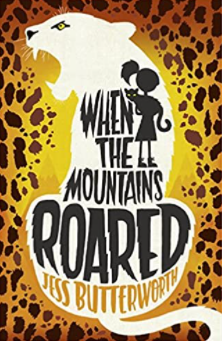 WHEN
THE
MOUNTAINS
ROARED
JESS BUTTERWORTH